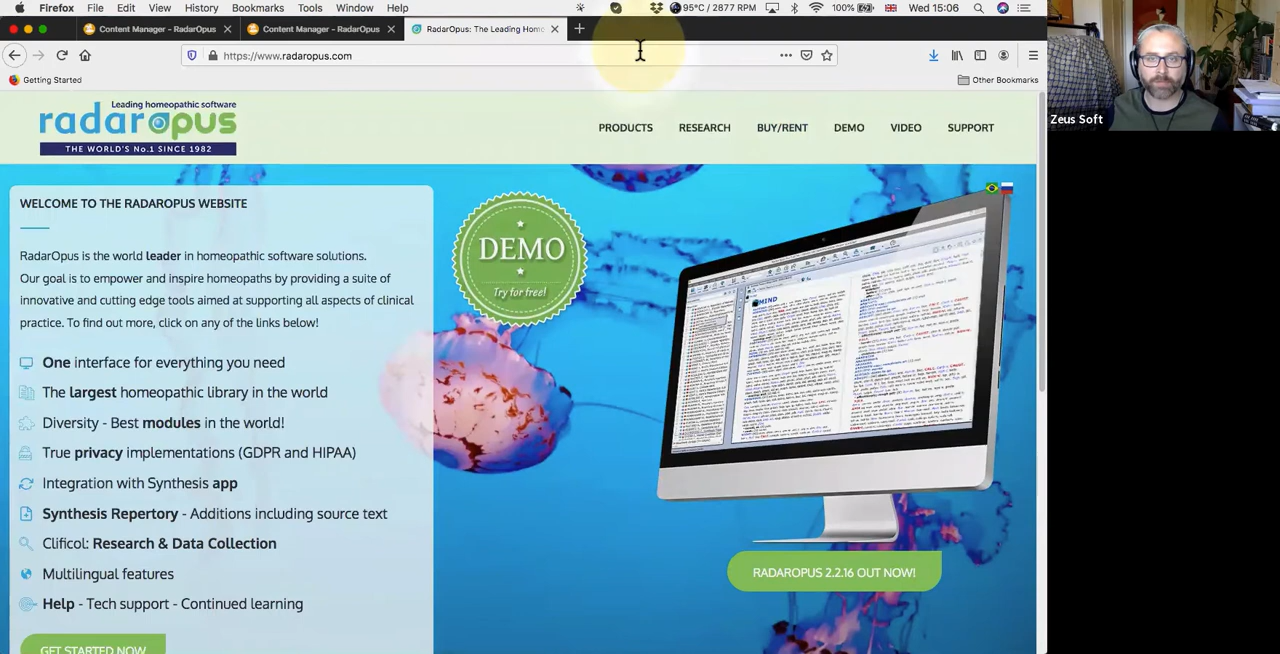 Firefox File Edit View History Bookmarks Tools Window Help 95°C / 2877 RPM 100% Wed 15:06
Content Manager - RadarOpus Content Manager - RadarOpus RadarOpus: The Leading Home
https://www.radaropus.com
Getting Started Other Bookmarks
Zeus Soft
Leading homeopathic software
radaropus
THE WORLD'S No.1 SINCE 1982
PRODUCTS RESEARCH BUY/RENT DEMO VIDEO SUPPORT
WELCOME TO THE RADAROPUS WEBSITE
RadarOpus is the world leader in homeopathic software solutions.
Our goal is to empower and inspire homeopaths by providing a suite of
innovative and cutting edge tools aimed at supporting all aspects of clinical
practice. To find out more, click on any of the links below!
One interface for everything you need
The largest homeopathic library in the world
Diversity - Best modules in the world!
True privacy implementations (GDPR and HIPAA)
Integration with Synthesis app
Synthesis Repertory - Additions including source text
Clificol: Research & Data Collection
Multilingual features
Help - Tech support - Continued learning
GET STARTED NOW
DEMO
Try for free!
MIND
RADAROPUS 2.2.16 OUT NOW!